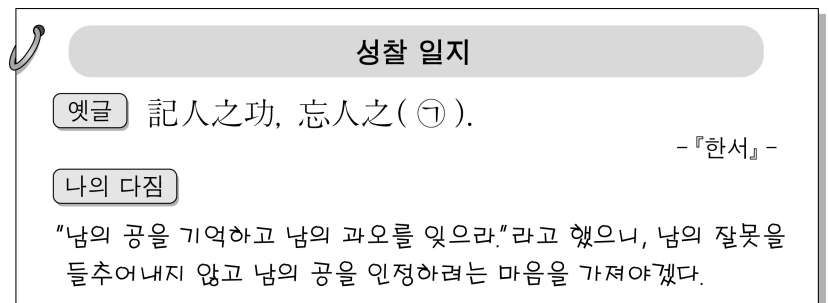 성찰 일지
옛글 記人之功, 忘人之( ㉠ ).
-『한서』-
나의 다짐
"남의 공을 기억하고 남의 과오를 잊으라."라고 했으니, 남의 잘못을
들추어내지 않고 남의 공을 인정하려는 마음을 가져야겠다.